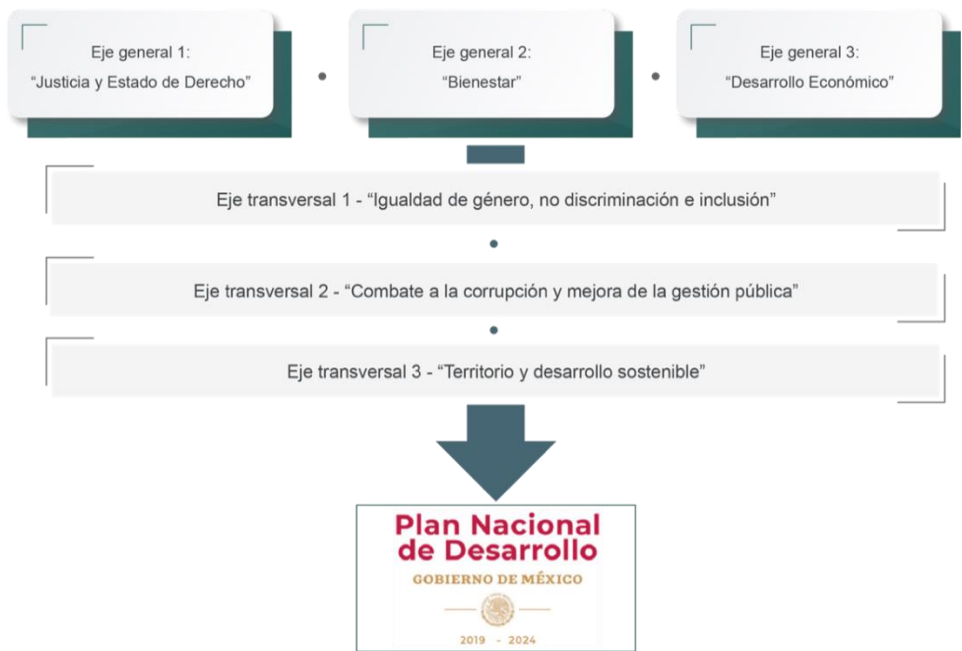 Eje general 1:
“Justicia y Estado de Derecho”
Eje general 2:
“Bienestar”
Eje general 3:
“Desarrollo Económico”
Eje transversal 1 - “Igualdad de género, no discriminación e inclusión”
Eje transversal 2 - “Combate a la corrupción y mejora de la gestión pública”
Eje transversal 3 - “Territorio y desarrollo sostenible”
Plan Nacional
de Desarrollo
GOBIERNO DE MÉXICO
2019 - 2024